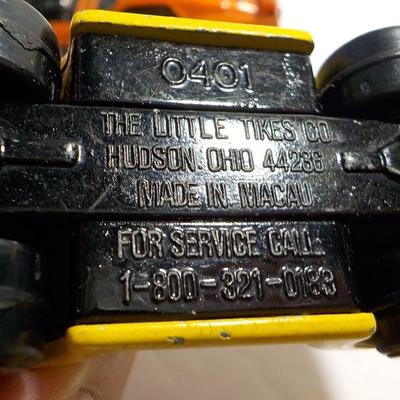 0401
THE LITTLE TIKES CO.
HUDSON, OHIO 44236
MADE IN MACAU
FOR SERVICE CALL:
1-800-321-0183